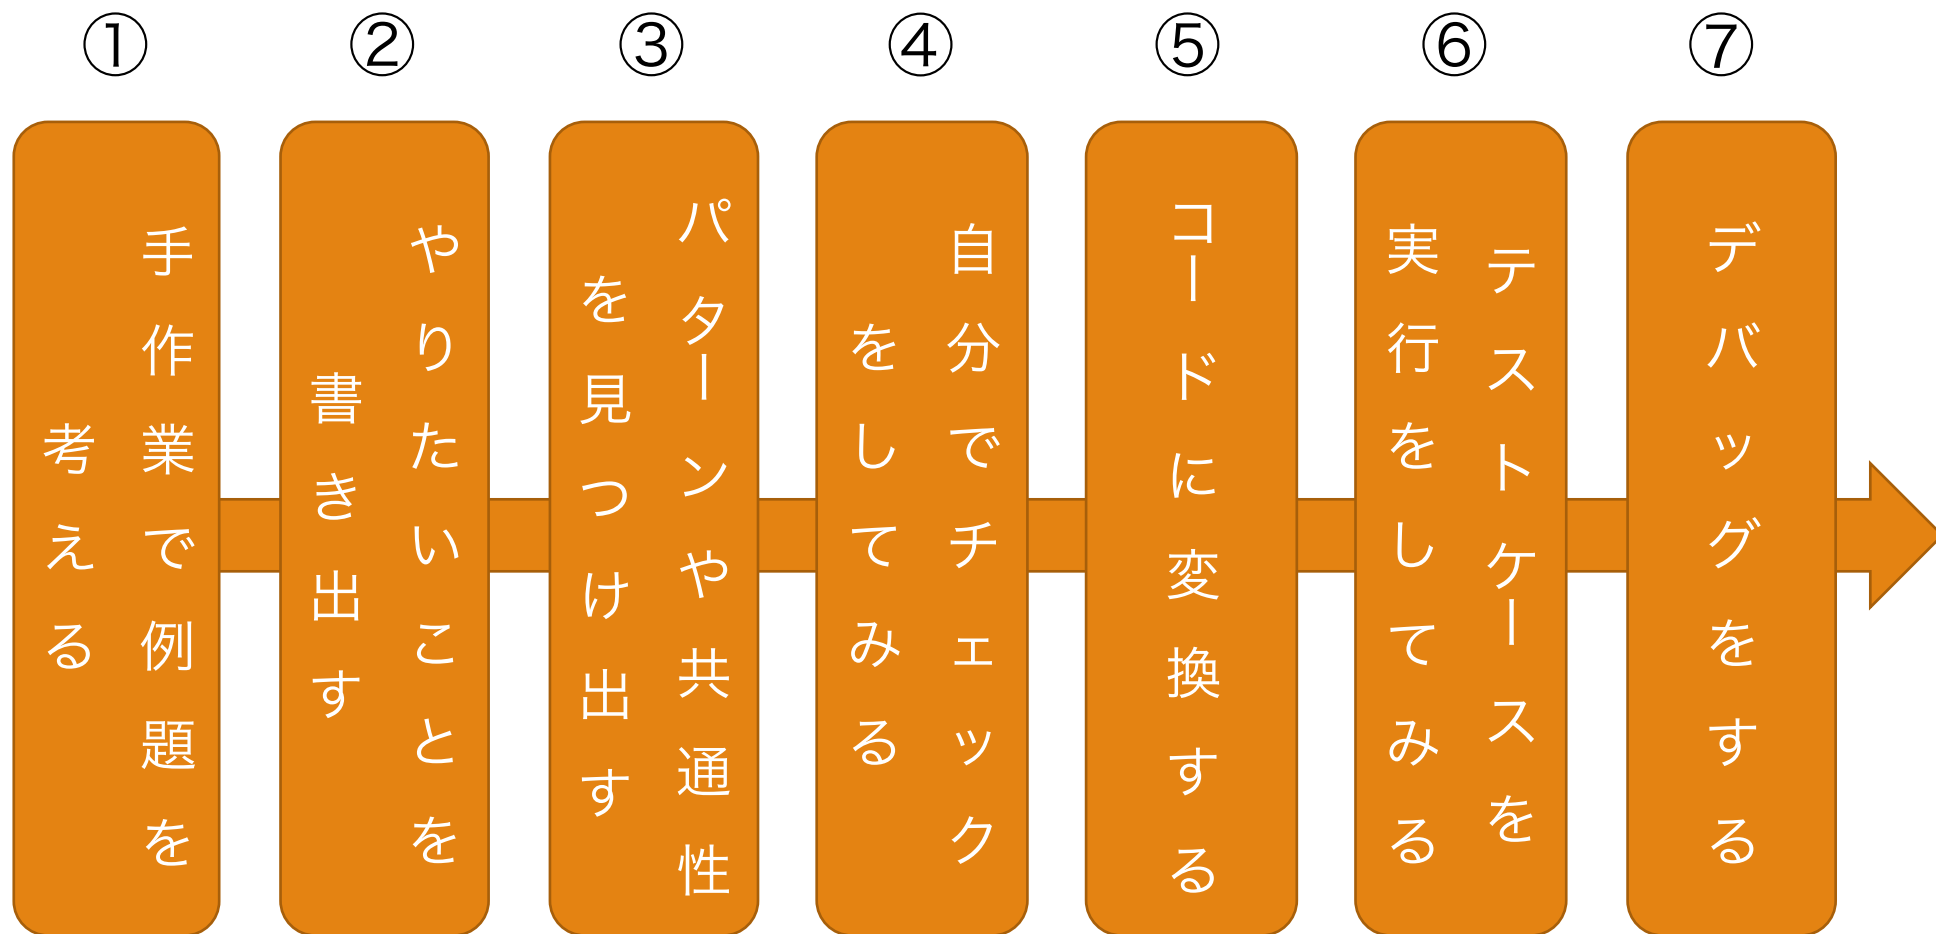 ①
手作業で例題を
考える
②
やりたいことを
書き出す
③
パターンや共通性
を見つけ出す
④
自分でチェック
をしてみる
⑤
コードに変換する
⑥
テストケースを
実行をしてみる
⑦
デバッグをする